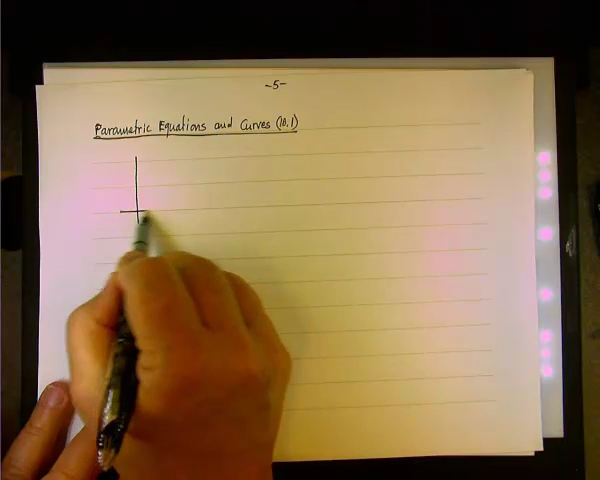 -5-
Parametric Equations and Curves (10.1)